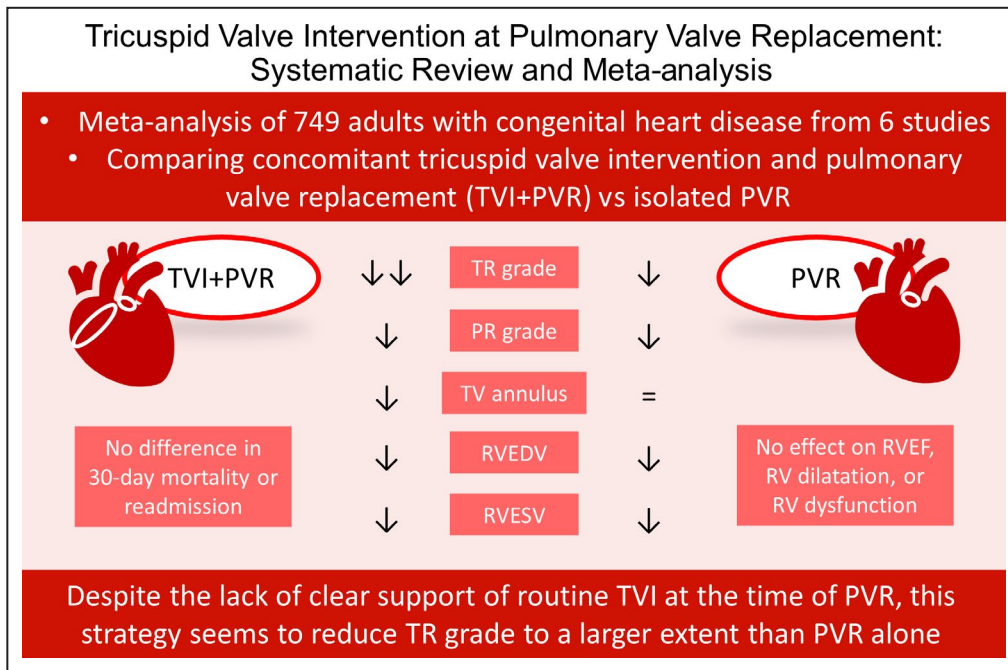 Tricuspid Valve Intervention at Pulmonary Valve Replacement:
Systematic Review and Meta-analysis
• Meta-analysis of 749 adults with congenital heart disease from 6 studies
• Comparing concomitant tricuspid valve intervention and pulmonary
valve replacement (TVI+PVR) vs isolated PVR
TVI+PVR
PVR
↓↓ TR grade ↓
↓ PR grade ↓
↓ TV annulus =
↓ RVEDV ↓
↓ RVESV ↓
No difference in
30-day mortality or
readmission
No effect on RVEF,
RV dilatation, or
RV dysfunction
Despite the lack of clear support of routine TVI at the time of PVR, this
strategy seems to reduce TR grade to a larger extent than PVR alone